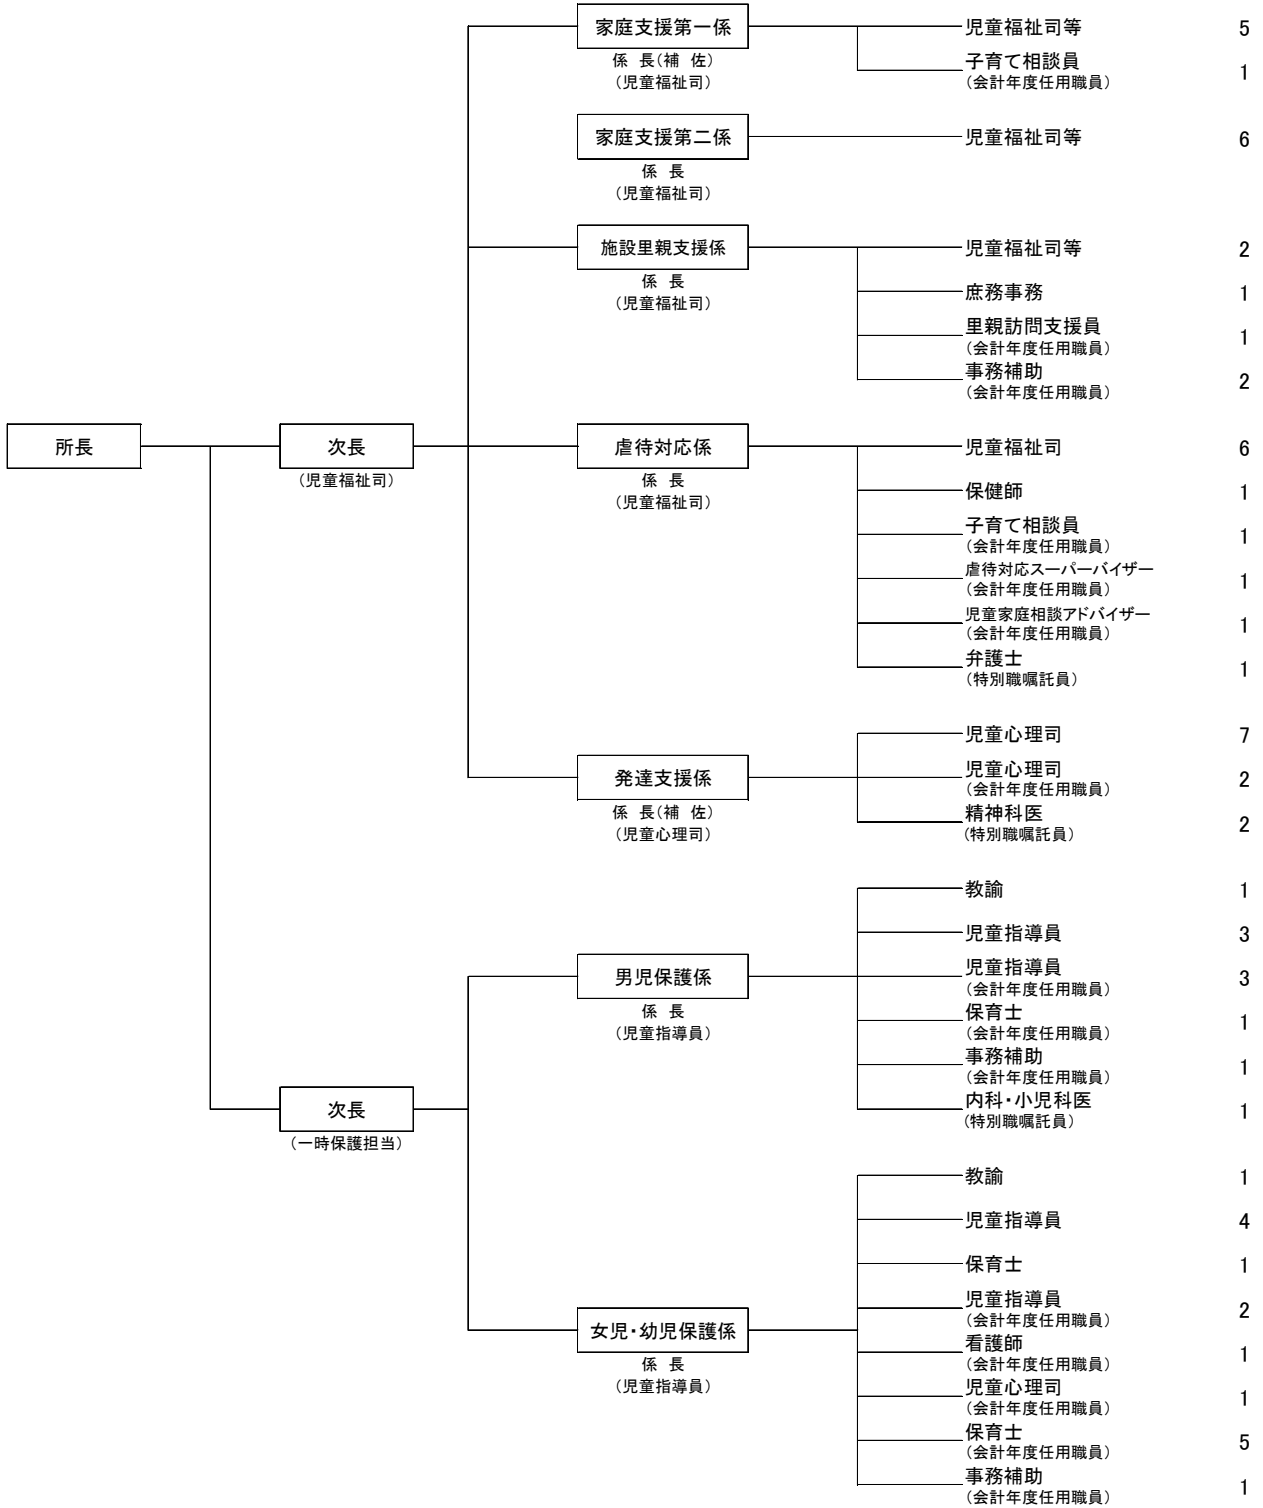 家庭支援第一係
係 長(補 佐)
(児童福祉司)
児童福祉司等 5
子育て相談員 1
(会計年度任用職員)
家庭支援第二係
係 長
(児童福祉司)
児童福祉司等 6
施設里親支援係
係 長
(児童福祉司)
児童福祉司等 2
庶務事務 1
里親訪問支援員 1
(会計年度任用職員)
事務補助 2
(会計年度任用職員)
所長
次長
(児童福祉司)
虐待対応係
係 長
(児童福祉司)
児童福祉司 6
保健師 1
子育て相談員 1
(会計年度任用職員)
虐待対応スーパーバイザー 1
(会計年度任用職員)
児童家庭相談アドバイザー 1
(会計年度任用職員)
弁護士 1
(特別職嘱託員)
発達支援係
係 長(補 佐)
(児童心理司)
児童心理司 7
児童心理司 2
(会計年度任用職員)
精神科医 2
(特別職嘱託員)
次長
(一時保護担当)
男児保護係
係 長
(児童指導員)
教諭 1
児童指導員 3
児童指導員 3
(会計年度任用職員)
保育士 1
(会計年度任用職員)
事務補助 1
(会計年度任用職員)
内科・小児科医 1
(特別職嘱託員)
女児・幼児保護係
係 長
(児童指導員)
教諭 1
児童指導員 4
保育士 1
児童指導員 2
(会計年度任用職員)
看護師 1
(会計年度任用職員)
児童心理司 1
(会計年度任用職員)
保育士 5
(会計年度任用職員)
事務補助 1
(会計年度任用職員)